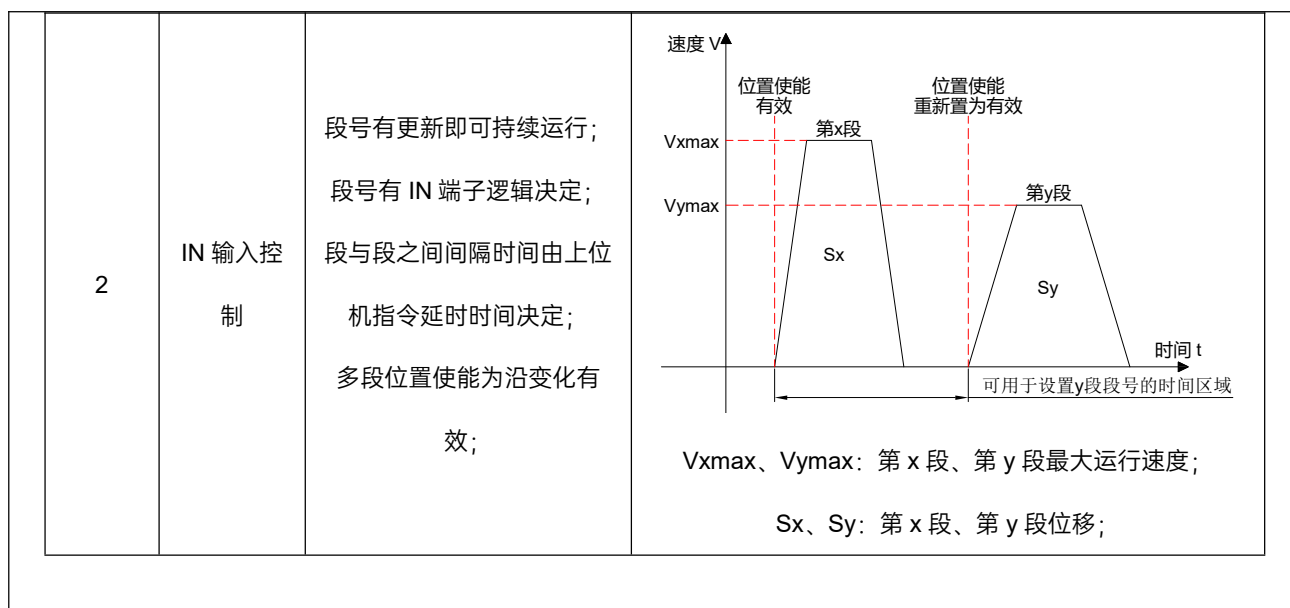 2
IN 输入控
制
段号有更新即可持续运行；
段号有 IN 端子逻辑决定；
段与段之间间隔时间由上位
机指令延时时间决定；
多段位置使能为沿变化有
效；
速度 V
位置使能
有效
位置使能
重新置为有效
Vxmax
第x段
Vymax
第y段
Sx
Sy
时间 t
可用于设置y段段号的时间区域
Vxmax、Vymax：第 x 段、第 y 段最大运行速度；
Sx、Sy：第 x 段、第 y 段位移；